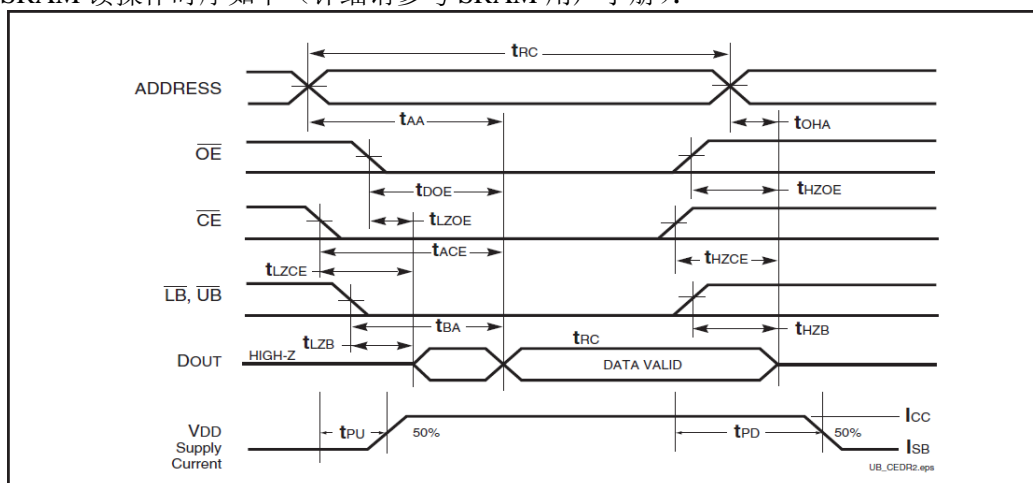 SRAM 读操作时序如下（详细请参考 SRAM 用户手册）：
tRC
ADDRESS
tAA
tOHA
OE
tDOE
tHZOE
CE
tLZOE
tACE
tHZCE
tLZCE
LB, UB
tBA
tHZB
tLZB
tRC
DOUT
HIGH-Z
DATA VALID
ICC
VDD
Supply
Current
tPU
50%
tPD
50%
ISB
UB_CEDR2.eps